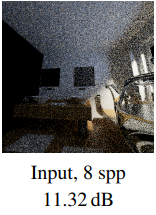 Input, 8 spp
11.32 dB